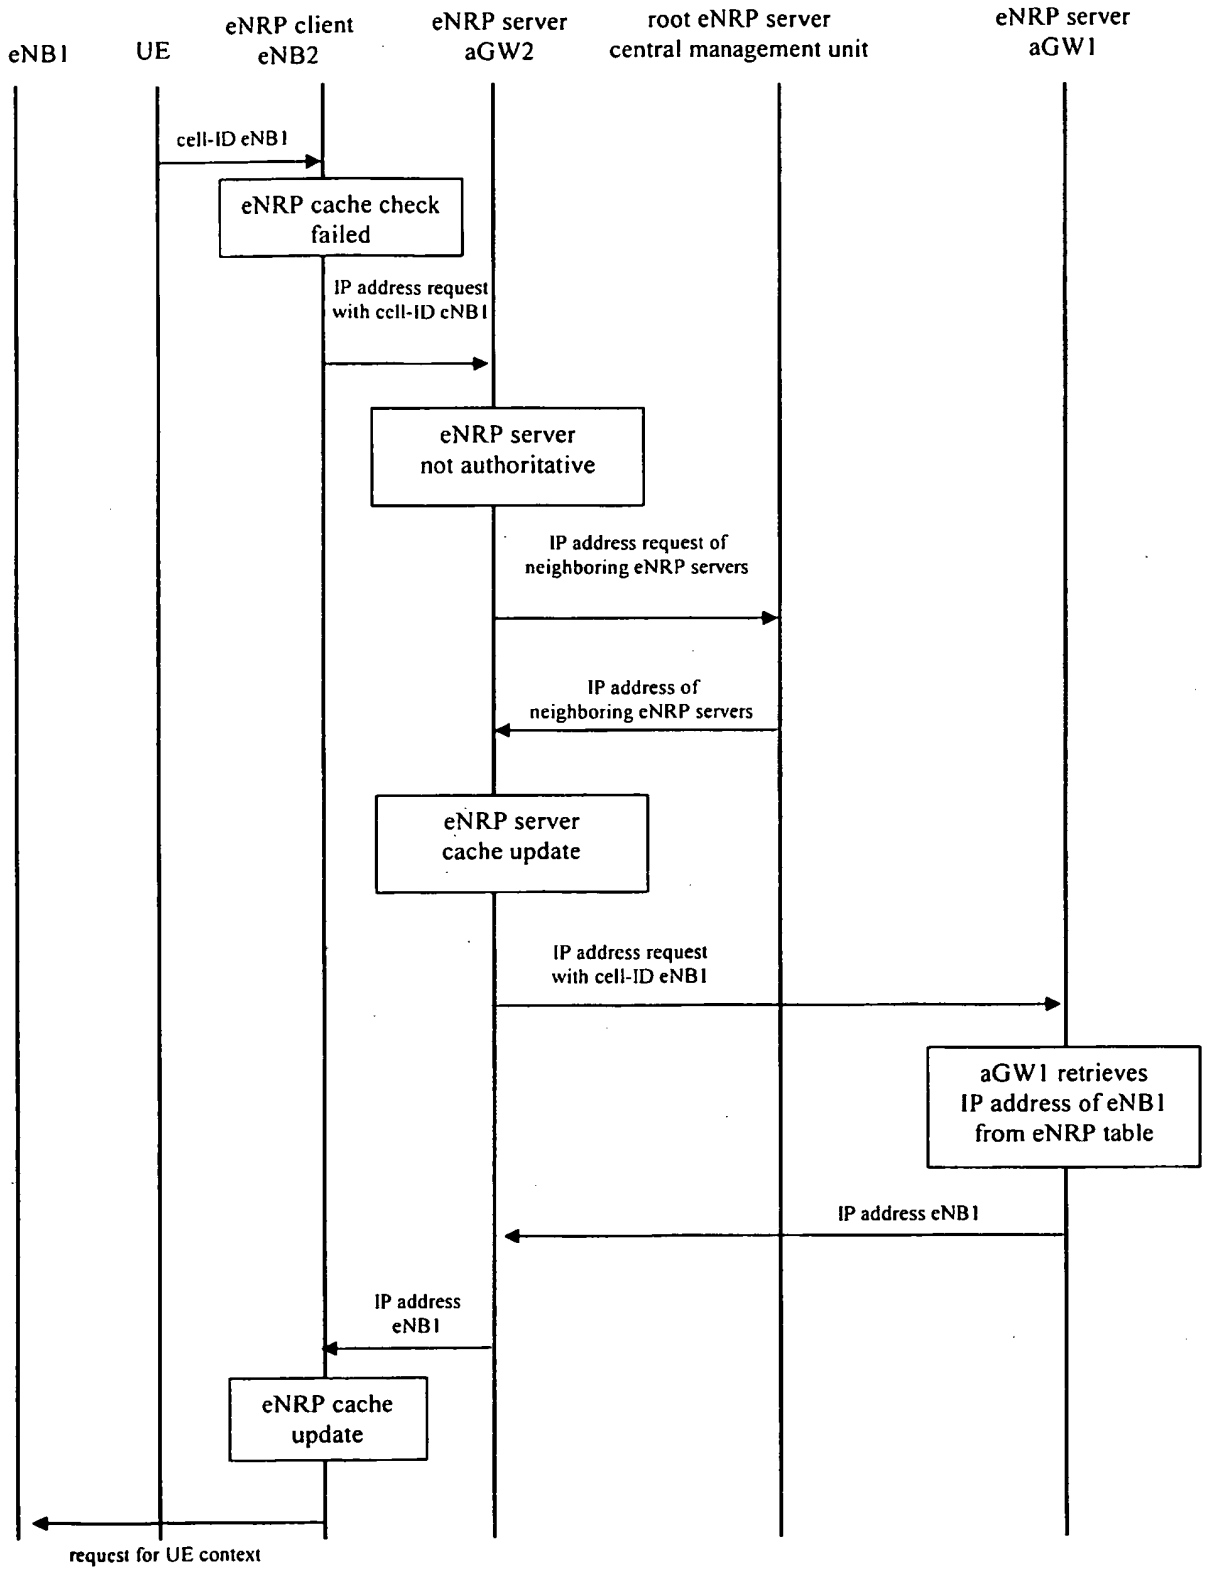 eNB1
UE
eNRP client
eNB2
eNRP server
aGW2
root eNRP server
central management unit
eNRP server
aGW1
cell-ID eNB1
eNRP cache check
failed
IP address request
with cell-ID eNB1
eNRP server
not authoritative
IP address request of
neighboring eNRP servers
IP address of
neighboring eNRP servers
eNRP server
cache update
IP address request
with cell-ID eNB1
aGW1 retrieves
IP address of eNB1
from eNRP table
IP address eNB1
IP address
eNB1
eNRP cache
update
request for UE context